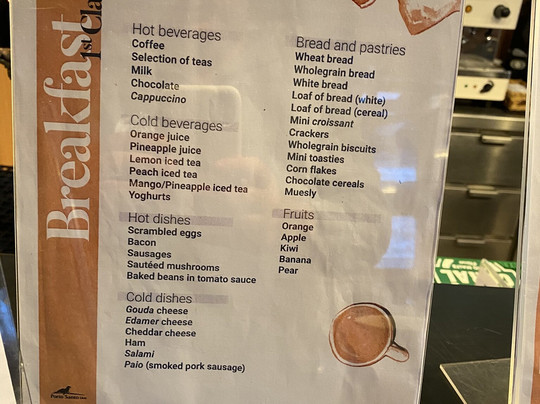 Breakfast
1st Cla
Hot beverages
Coffee
Selection of teas
Milk
Chocolate
Cappuccino
Cold beverages
Orange juice
Pineapple juice
Lemon iced tea
Peach iced tea
Mango/Pineapple iced tea
Yoghurts
Hot dishes
Scrambled eggs
Bacon
Sausages
Sautéed mushrooms
Baked beans in tomato sauce
Cold dishes
Gouda cheese
Edamer cheese
Cheddar cheese
Ham
Salami
Paio (smoked pork sausage)
Bread and pastries
Wheat bread
Wholegrain bread
White bread
Loaf of bread (white)
Loaf of bread (cereal)
Mini croissant
Crackers
Wholegrain biscuits
Mini toasties
Corn flakes
Chocolate cereals
Muesly
Fruits
Orange
Apple
Kiwi
Banana
Pear